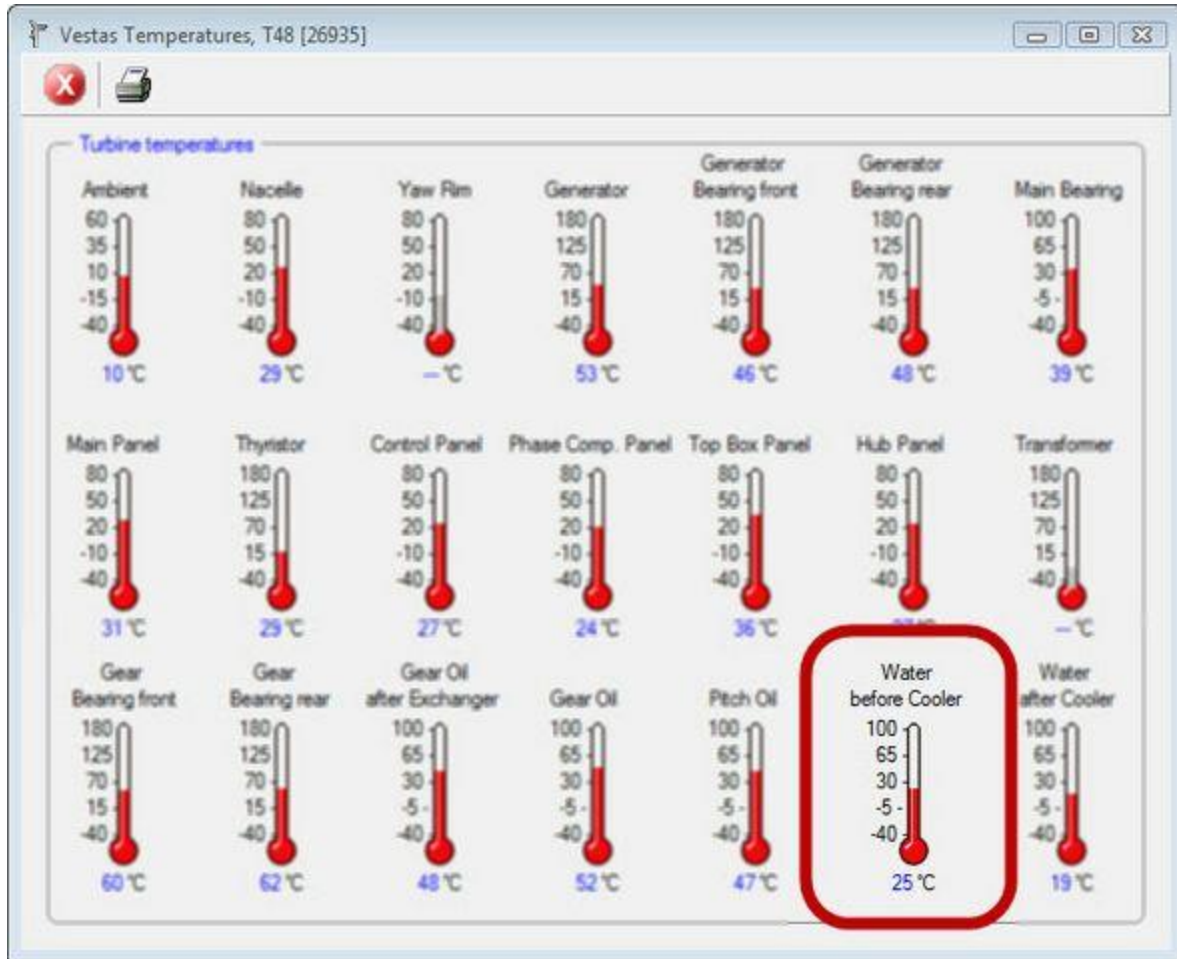 Vestas Temperatures, T48 [26935]
Turbine temperatures
Ambient
60
35
10
-15
-40
10 °C
Nacelle
80
50
20
-10
-40
29 °C
Yaw Rim
80
50
20
-10
-40
-- °C
Generator
180
125
70
15
-40
53 °C
Generator
Bearing front
180
125
70
15
-40
46 °C
Generator
Bearing rear
180
125
70
15
-40
48 °C
Main Bearing
100
65
30
-5
-40
39 °C
Main Panel
80
50
20
-10
-40
31 °C
Thyristor
180
125
70
15
-40
29 °C
Control Panel
80
50
20
-10
-40
27 °C
Phase Comp. Panel
80
50
20
-10
-40
24 °C
Top Box Panel
80
50
20
-10
-40
36 °C
Hub Panel
80
50
20
-10
-40
Transformer
180
125
70
15
-40
-- °C
Gear
Bearing front
180
125
70
15
-40
60 °C
Gear
Bearing rear
180
125
70
15
-40
62 °C
Gear Oil
after Exchanger
100
65
30
-5
-40
48 °C
Gear Oil
100
65
30
-5
-40
52 °C
Pitch Oil
100
65
30
-5
-40
47 °C
Water
before Cooler
100
65
30
-5
-40
25 °C
Water
after Cooler
100
65
30
-5
-40
19 °C